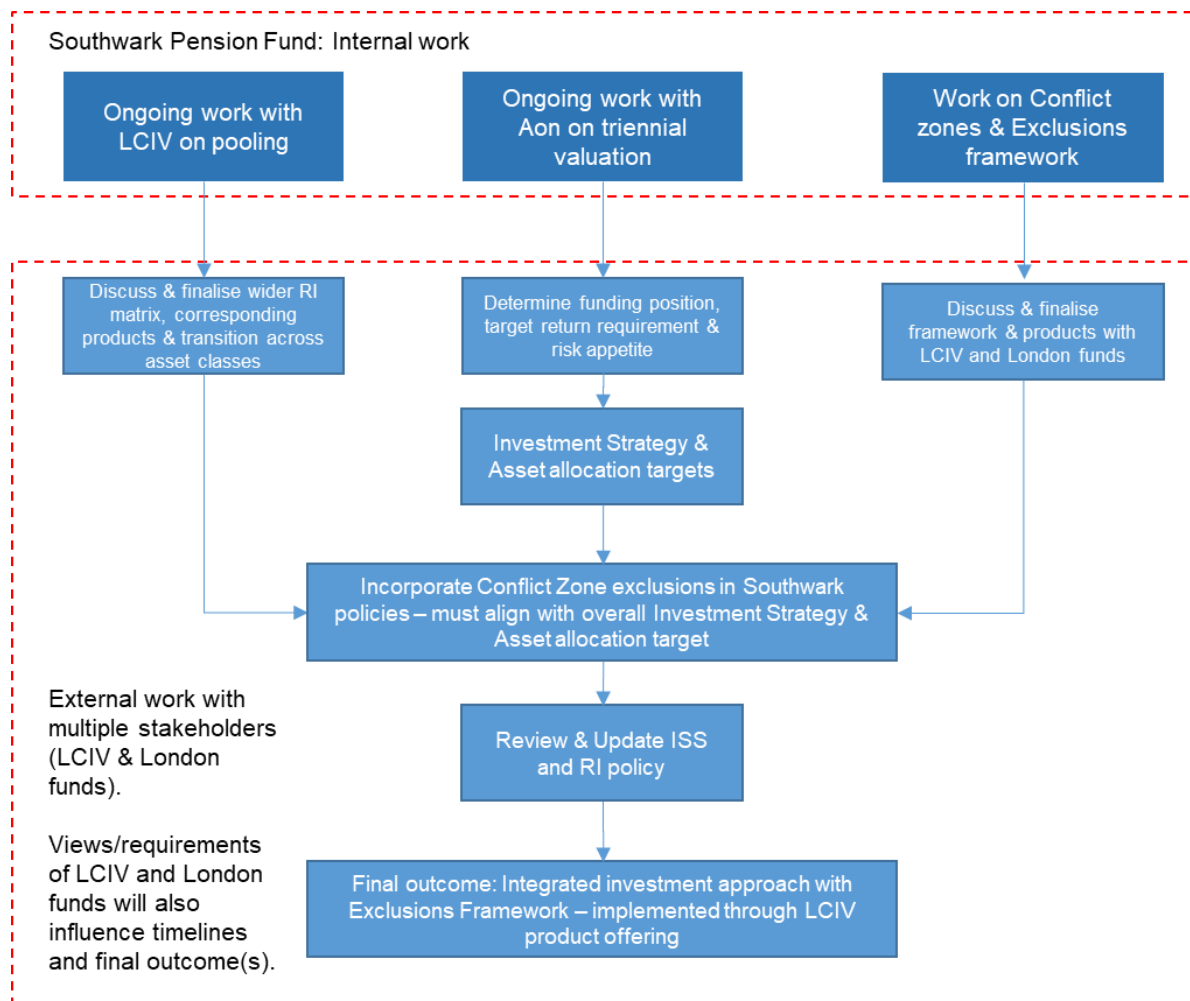 Southwark Pension Fund: Internal work
Ongoing work with
LCIV on pooling
Ongoing work with
Aon on triennial
valuation
Work on Conflict
zones & Exclusions
framework
Discuss & finalise wider RI
matrix, corresponding
products & transition across
asset classes
Determine funding position,
target return requirement &
risk appetite
Discuss & finalise
framework & products with
LCIV and London funds
Investment Strategy &
Asset allocation targets
Incorporate Conflict Zone exclusions in Southwark
policies – must align with overall Investment Strategy &
Asset allocation target
External work with
multiple stakeholders
(LCIV & London
funds).
Review & Update ISS
and RI policy
Views/requirements
of LCIV and London
funds will also
influence timelines
and final outcome(s).
Final outcome: Integrated investment approach with
Exclusions Framework – implemented through LCIV
product offering